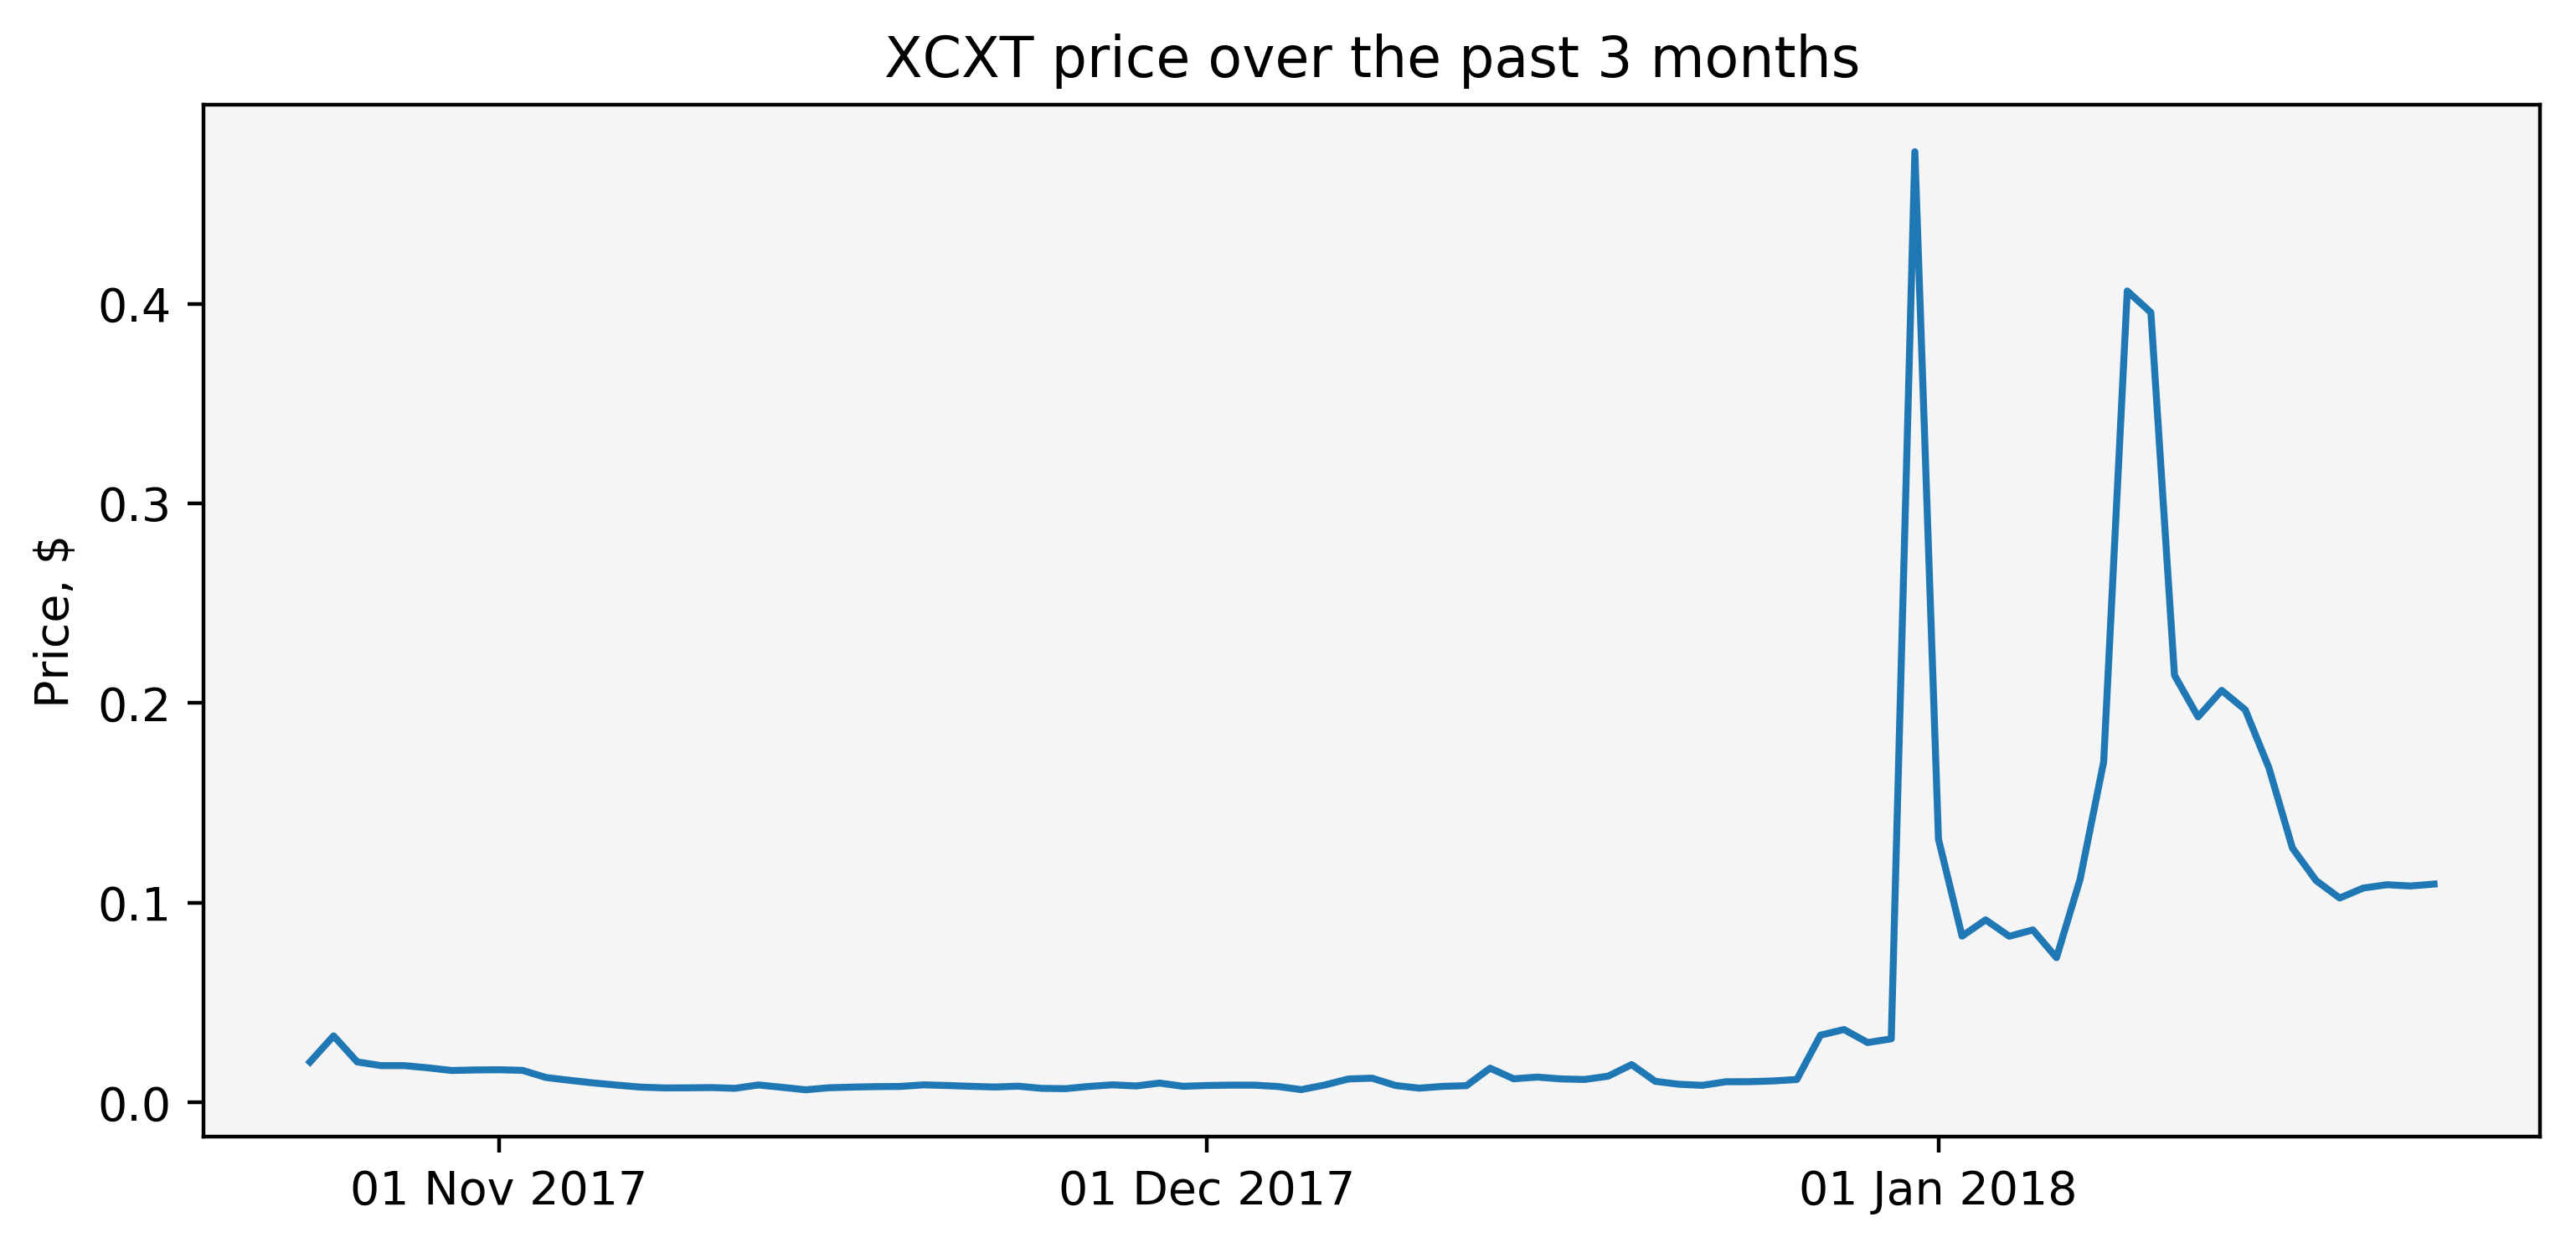 XCXT price over the past 3 months
Price, $
0.4
0.3
0.2
0.1
0.0
01 Nov 2017
01 Dec 2017
01 Jan 2018